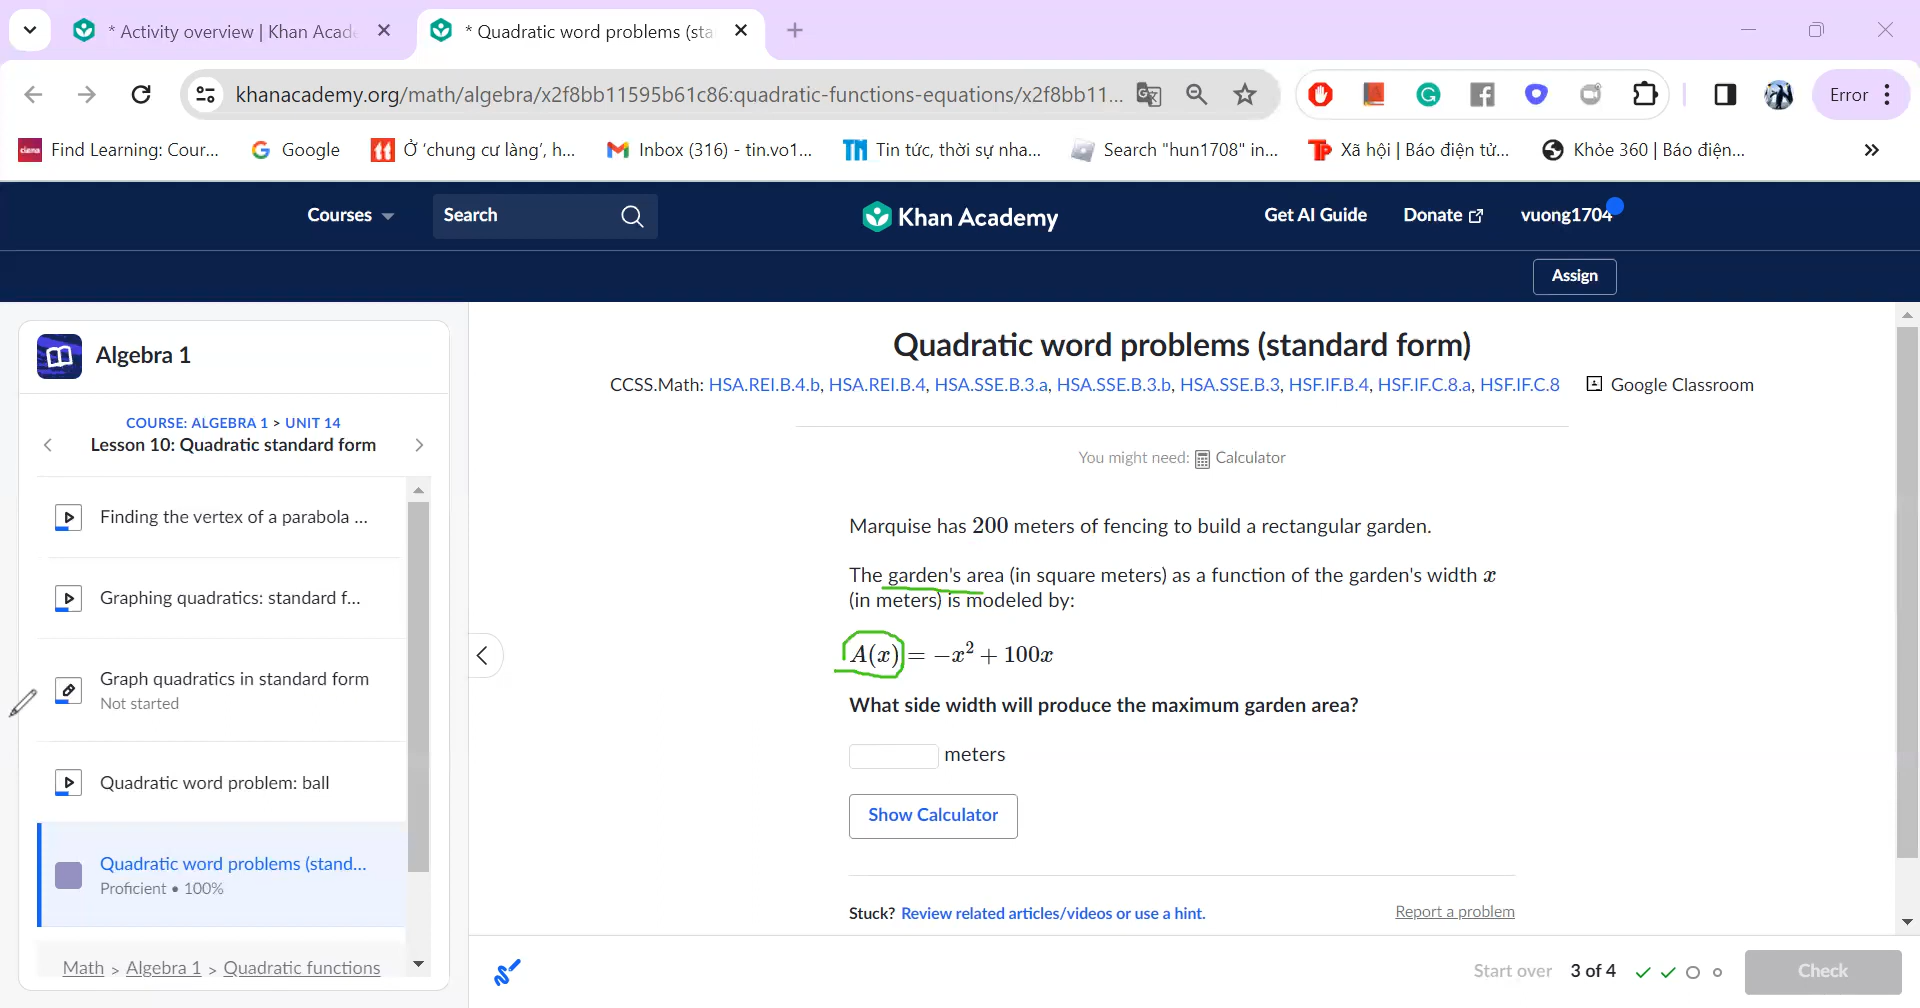 * Activity overview | Khan Acade
* Quadratic word problems (sta
khanacademy.org/math/algebra/x2f8bb11595b61c86:quadratic-functions-equations/x2f8bb11...
Error
Find Learning: Cour...
Google
Ở ‘chung cư làng’, h...
Inbox (316) - tin.vo1...
Tin tức, thời sự nha...
Search "hun1708" in...
Xã hội | Báo điện tử...
Khỏe 360 | Báo điện...
Courses
Search
Khan Academy
Get AI Guide
Donate
vuong1704
Assign
Algebra 1
COURSE: ALGEBRA 1 > UNIT 14
Lesson 10: Quadratic standard form
Finding the vertex of a parabola ...
Graphing quadratics: standard f...
Graph quadratics in standard form
Not started
Quadratic word problem: ball
Quadratic word problems (stand...
Proficient • 100%
Math > Algebra 1 > Quadratic functions
Quadratic word problems (standard form)
CCSS.Math: HSA.REI.B.4.b, HSA.REI.B.4, HSA.SSE.B.3.a, HSA.SSE.B.3.b, HSA.SSE.B.3, HSF.IF.B.4, HSF.IF.C.8.a, HSF.IF.C.8
Google Classroom
You might need: Calculator
Marquise has 200 meters of fencing to build a rectangular garden.
The garden's area (in square meters) as a function of the garden's width x
(in meters) is modeled by:
A(x) = −x² + 100x
What side width will produce the maximum garden area?
meters
Show Calculator
Stuck? Review related articles/videos or use a hint.
Report a problem
Start over
3 of 4
Check